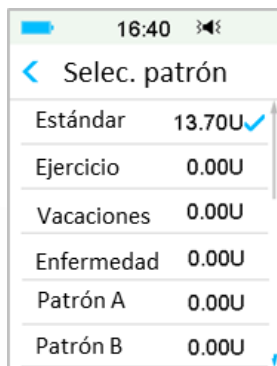 16:40
Selec. patrón
Estándar 13.70U
Ejercicio 0.00U
Vacaciones 0.00U
Enfermedad 0.00U
Patrón A 0.00U
Patrón B 0.00U